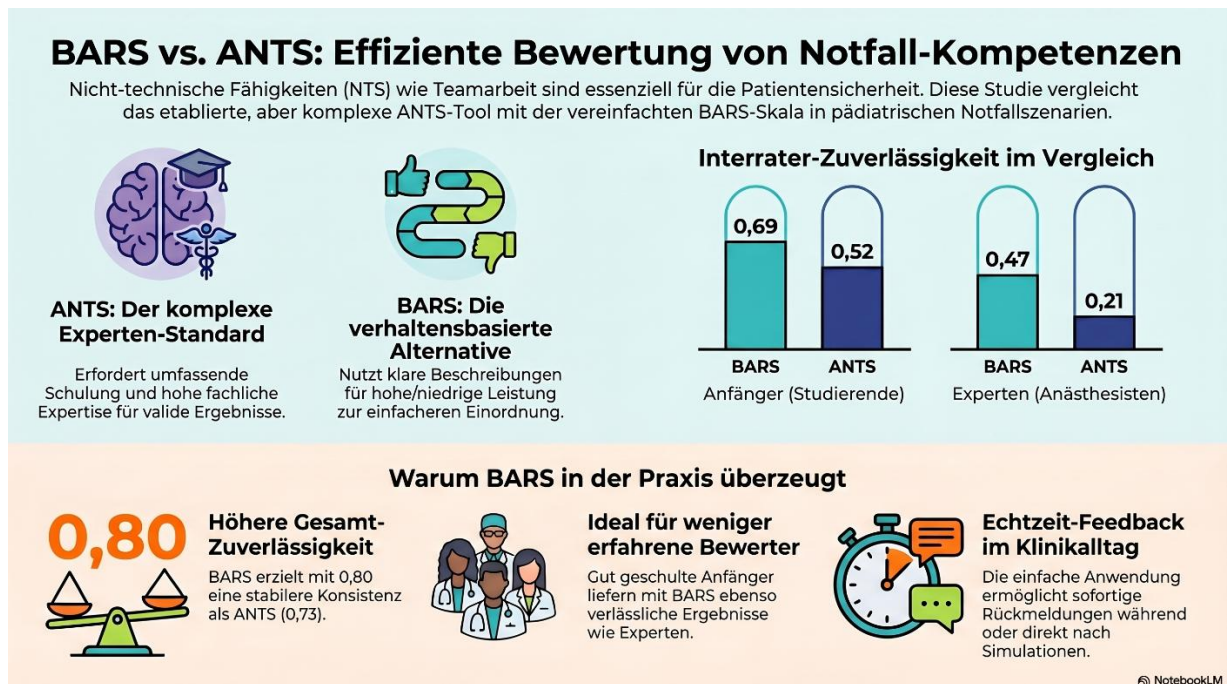 BARS vs. ANTS: Effiziente Bewertung von Notfall-Kompetenzen
Nicht-technische Fähigkeiten (NTS) wie Teamarbeit sind essenziell für die Patientensicherheit. Diese Studie vergleicht
das etablierte, aber komplexe ANTS-Tool mit der vereinfachten BARS-Skala in pädiatrischen Notfallszenarien.
ANTS: Der komplexe
Experten-Standard
Erfordert umfassende
Schulung und hohe fachliche
Expertise für valide Ergebnisse.
BARS: Die
verhaltensbasierte
Alternative
Nutzt klare Beschreibungen
für hohe/niedrige Leistung
zur einfacheren Einordnung.
Interrater-Zuverlässigkeit im Vergleich
0,69
0,52
BARS
ANTS
Anfänger (Studierende)
0,47
0,21
BARS
ANTS
Experten (Anästhesisten)
Warum BARS in der Praxis überzeugt
0,80
Höhere Gesamt-
Zuverlässigkeit
BARS erzielt mit 0,80
eine stabilere Konsistenz
als ANTS (0,73).
Ideal für weniger
erfahrene Bewerter
Gut geschulte Anfänger
liefern mit BARS ebenso
verlässliche Ergebnisse
wie Experten.
Echtzeit-Feedback
im Klinikalltag
Die einfache Anwendung
ermöglicht sofortige
Rückmeldungen während
oder direkt nach
Simulationen.
NotebookLM